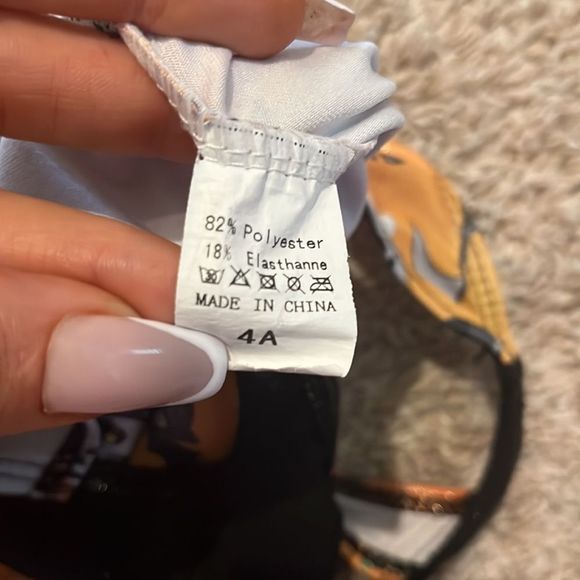 82% Polyester
18% Elasthanne
MADE IN CHINA
4A